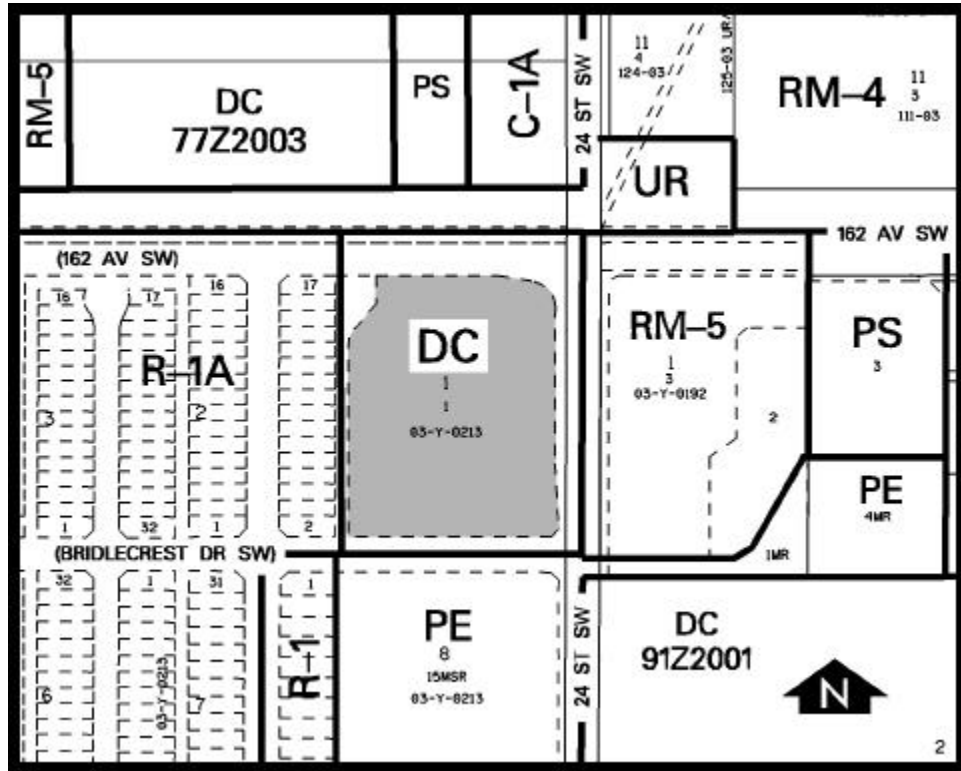 RM-5
DC
77Z2003
PS
C-1A
24 ST SW
11
4
124-03
RM-4
11
3
111-03
UR
162 AV SW
(162 AV SW)
16
17
16
17
R-1A
3
2
DC
1
1
03-Y-0213
RM-5
1
3
03-Y-0192
2
PS
3
PE
4MR
1MR
1
32
1
2
(BRIDLECREST DR SW)
32
1
31
1
R-1
6
03-Y-0213
7
PE
8
15MSR
03-Y-0213
24 ST SW
DC
91Z2001
N
2